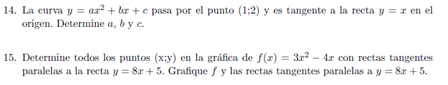 14. La curva y = ax² + bx + c pasa por el punto (1;2) y es tangente a la recta y = x en el
origen. Determine a, b y c.
15. Determine todos los puntos (x;y) en la gráfica de f(x) = 3x² − 4x con rectas tangentes
paralelas a la recta y = 8x + 5. Grafique f y las rectas tangentes paralelas a y = 8x + 5.